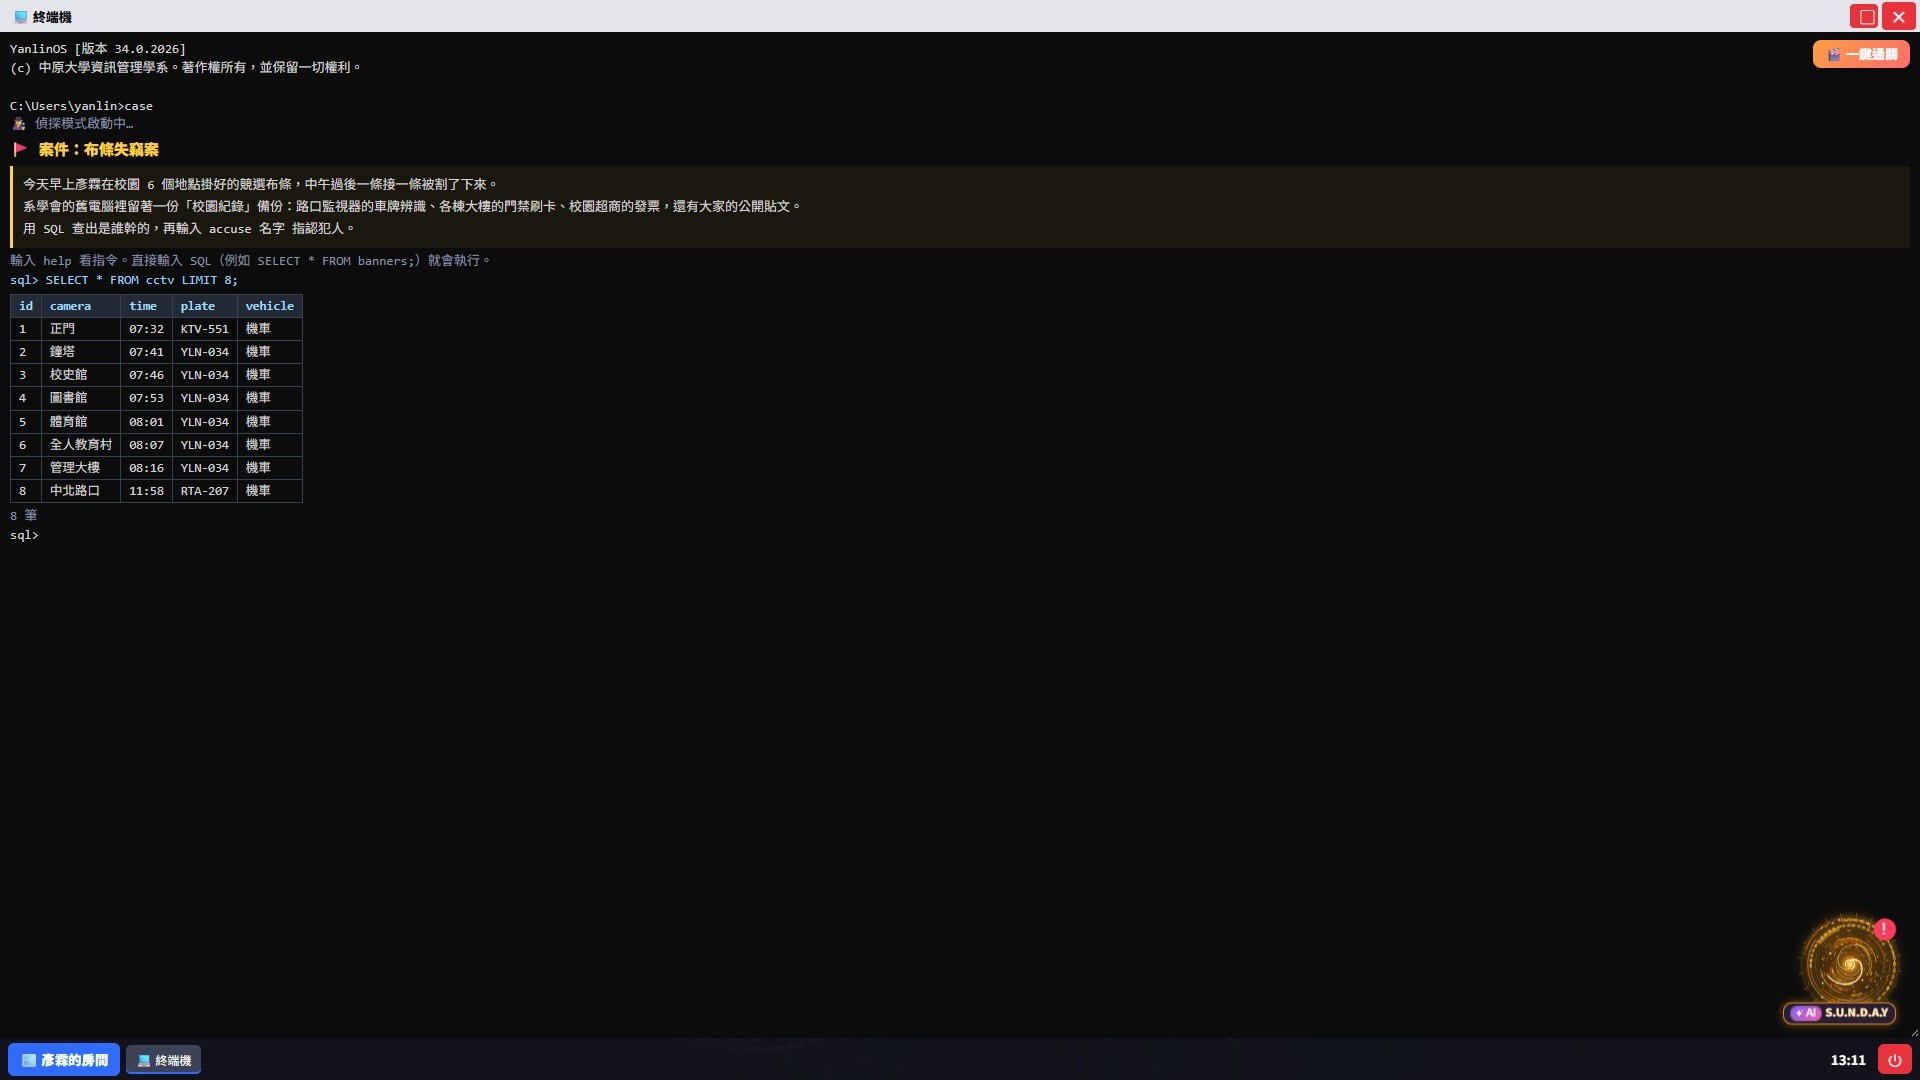 終端機
YanlinOS [版本 34.0.2026]
(c) 中原大學資訊管理學系。著作權所有，並保留一切權利。
一鍵通關
C:\Users\yanlin>case
偵探模式啟動中…
案件：布條失竊案
今天早上彥霖在校園 6 個地點掛好的競選布條，中午過後一條接一條被割了下來。
系學會的舊電腦裡留著一份「校園紀錄」備份：路口監視器的車牌辨識、各棟大樓的門禁刷卡、校園超商的發票，還有大家的公開貼文。
用 SQL 查出是誰幹的，再輸入 accuse 名字 指認犯人。
輸入 help 看指令。直接輸入 SQL（例如 SELECT * FROM banners;）就會執行。
sql> SELECT * FROM cctv LIMIT 8;
id camera time plate vehicle
1 正門 07:32 KTV-551 機車
2 鐘塔 07:41 YLN-034 機車
3 校史館 07:46 YLN-034 機車
4 圖書館 07:53 YLN-034 機車
5 體育館 08:01 YLN-034 機車
6 全人教育村 08:07 YLN-034 機車
7 管理大樓 08:16 YLN-034 機車
8 中北路口 11:58 RTA-207 機車
8 筆
sql>
!
AI S.U.N.D.A.Y
彥霖的房間
終端機
13:11